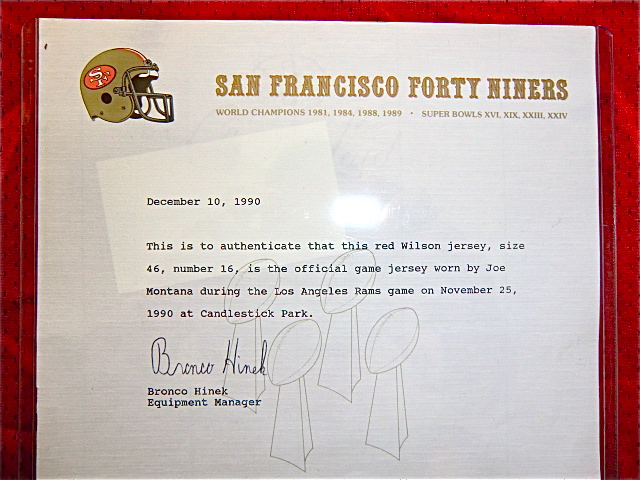 SF
SAN FRANCISCO FORTY NINERS
WORLD CHAMPIONS 1981, 1984, 1988, 1989 • SUPER BOWLS XVI, XIX, XXIII, XXIV
December 10, 1990
This is to authenticate that this red Wilson jersey, size
46, number 16, is the official game jersey worn by Joe
Montana during the Los Angeles Rams game on November 25,
1990 at Candlestick Park.
Bronco Hinek
Bronco Hinek
Equipment Manager